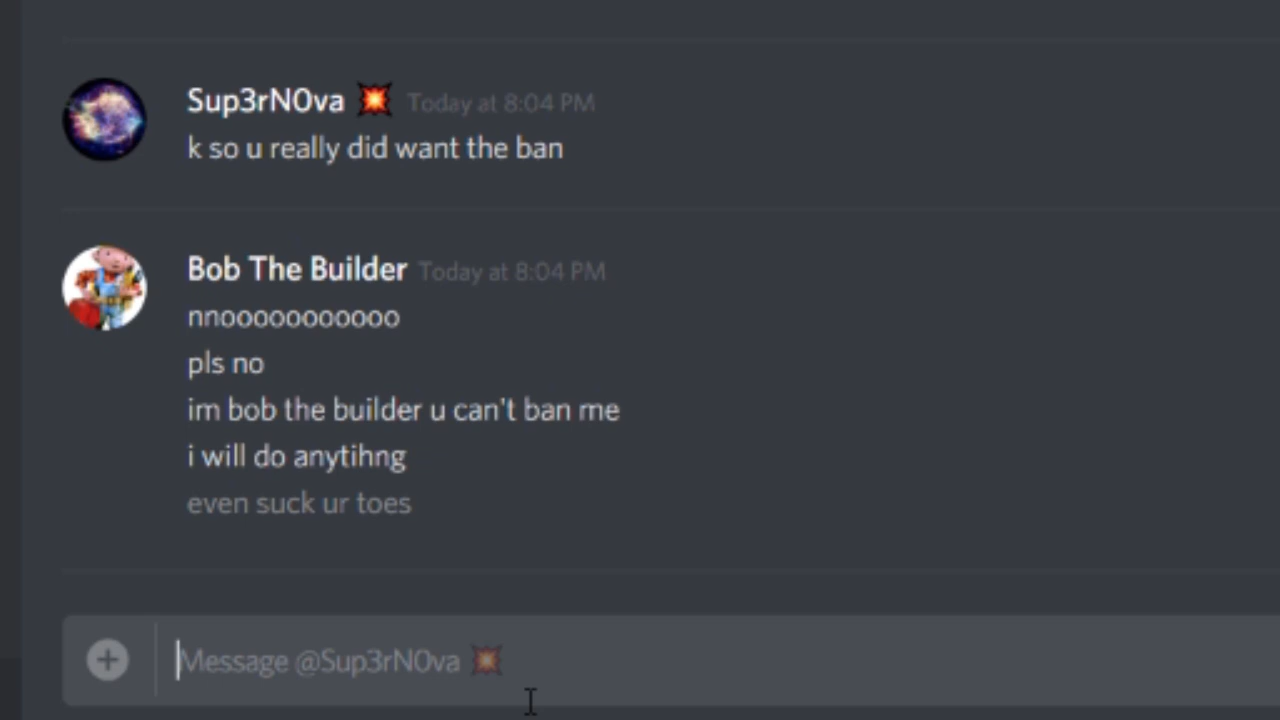 Sup3rN0va 💥 Today at 8:04 PM
k so u really did want the ban
Bob The Builder Today at 8:04 PM
nnooooooooooo
pls no
im bob the builder u can't ban me
i will do anytihng
even suck ur toes
Message @Sup3rN0va 💥